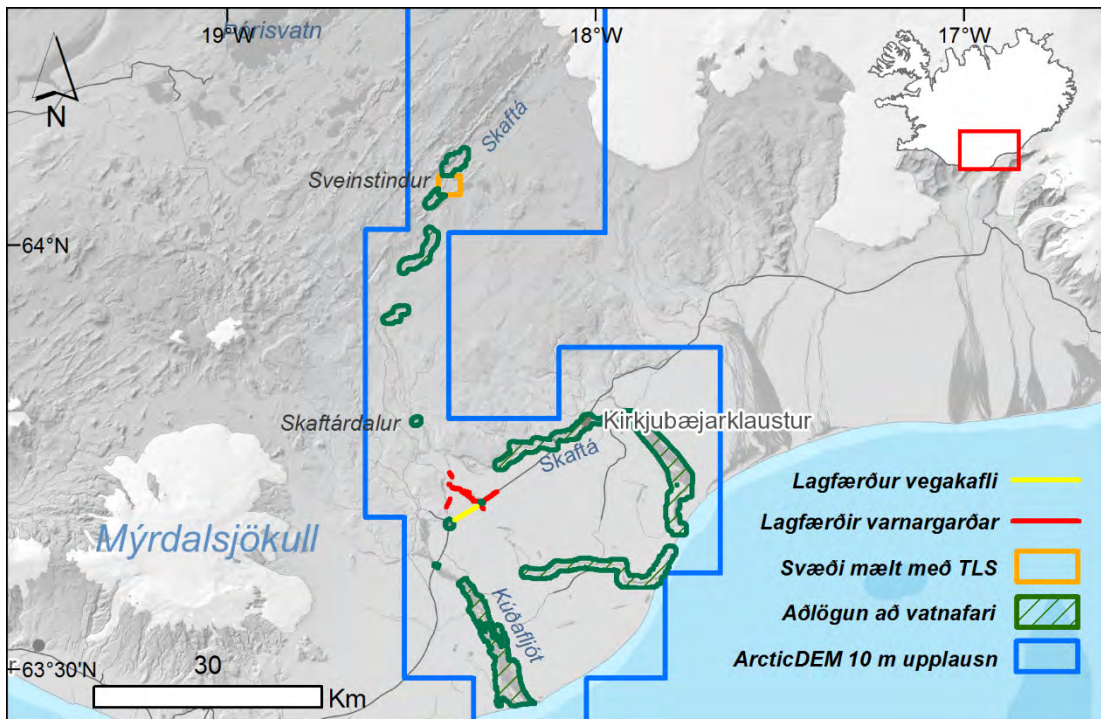 19°W
18°W
17°W
Þórisvatn
N
Skaftá
Sveinstindur
64°N
Skaftárdalur
Kirkjubæjarklaustur
Skaftá
Mýrdalsjökull
Kúðafljót
63°30'N
30
Km
Lagfærður vegakafli
Lagfærðir varnargarðar
Svæði mælt með TLS
Aðlögun að vatnafari
ArcticDEM 10 m upplausn